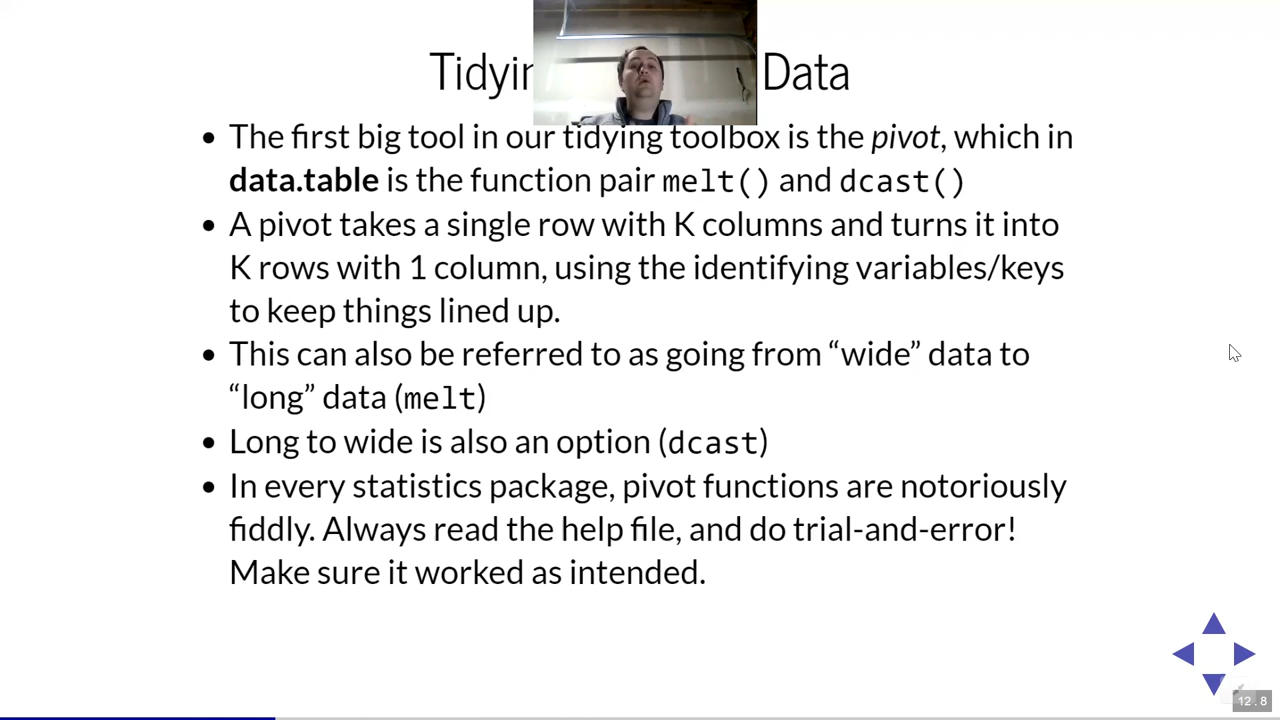 Tidyin Data
• The first big tool in our tidying toolbox is the pivot, which in
data.table is the function pair melt() and dcast()
• A pivot takes a single row with K columns and turns it into
K rows with 1 column, using the identifying variables/keys
to keep things lined up.
• This can also be referred to as going from “wide” data to
“long” data (melt)
• Long to wide is also an option (dcast)
• In every statistics package, pivot functions are notoriously
fiddly. Always read the help file, and do trial-and-error!
Make sure it worked as intended.
12.8